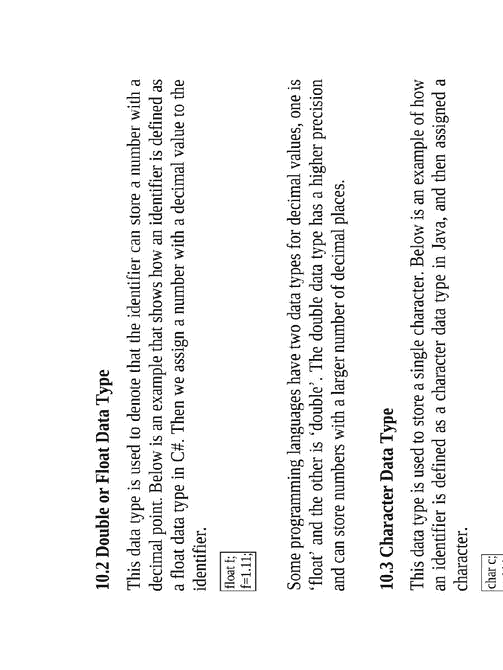 10.2 Double or Float Data Type
This data type is used to denote that the identifier can store a number with a
decimal point. Below is an example that shows how an identifier is defined as
a float data type in C#. Then we assign a number with a decimal value to the
identifier.
float f;
f=1.11;
Some programming languages have two data types for decimal values, one is
‘float’ and the other is ‘double’. The double data type has a higher precision
and can store numbers with a larger number of decimal places.
10.3 Character Data Type
This data type is used to store a single character. Below is an example of how
an identifier is defined as a character data type in Java, and then assigned a
character.
char c;